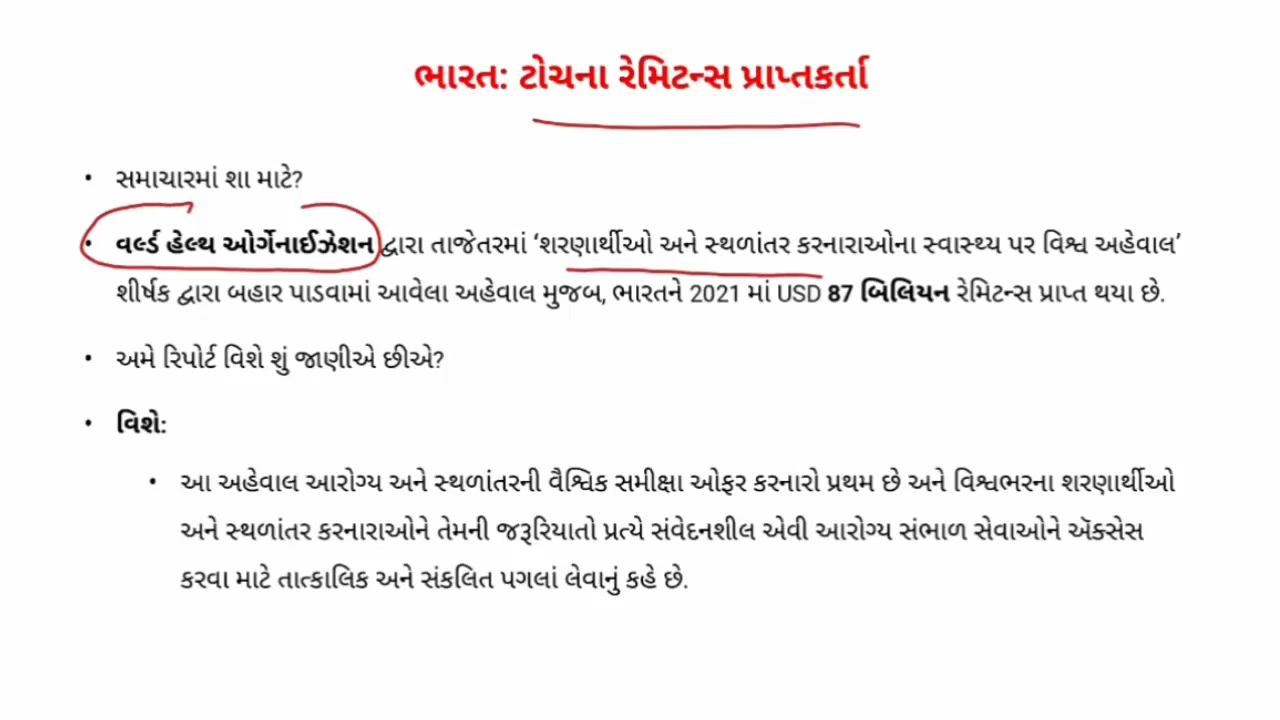 ભારત: ટોચના રેમિટન્સ પ્રાપ્તકર્તા
• સમાચારમાં શા માટે?
• વર્લ્ડ હેલ્થ ઓર્ગેનાઈઝેશન દ્વારા તાજેતરમાં ‘શરણાર્થીઓ અને સ્થળાંતર કરનારાઓના સ્વાસ્થ્ય પર વિશ્વ અહેવાલ’
શીર્ષક દ્વારા બહાર પાડવામાં આવેલા અહેવાલ મુજબ, ભારતને 2021 માં USD 87 બિલિયન રેમિટન્સ પ્રાપ્ત થયા છે.
• અમે રિપોર્ટ વિશે શું જાણીએ છીએ?
• વિશે:
• આ અહેવાલ આરોગ્ય અને સ્થળાંતરની વૈશ્વિક સમીક્ષા ઓફર કરનારો પ્રથમ છે અને વિશ્વભરના શરણાર્થીઓ
અને સ્થળાંતર કરનારાઓને તેમની જરૂરિયાતો પ્રત્યે સંવેદનશીલ એવી આરોગ્ય સંભાળ સેવાઓને ઍક્સેસ
કરવા માટે તાત્કાલિક અને સંકલિત પગલાં લેવાનું કહે છે.